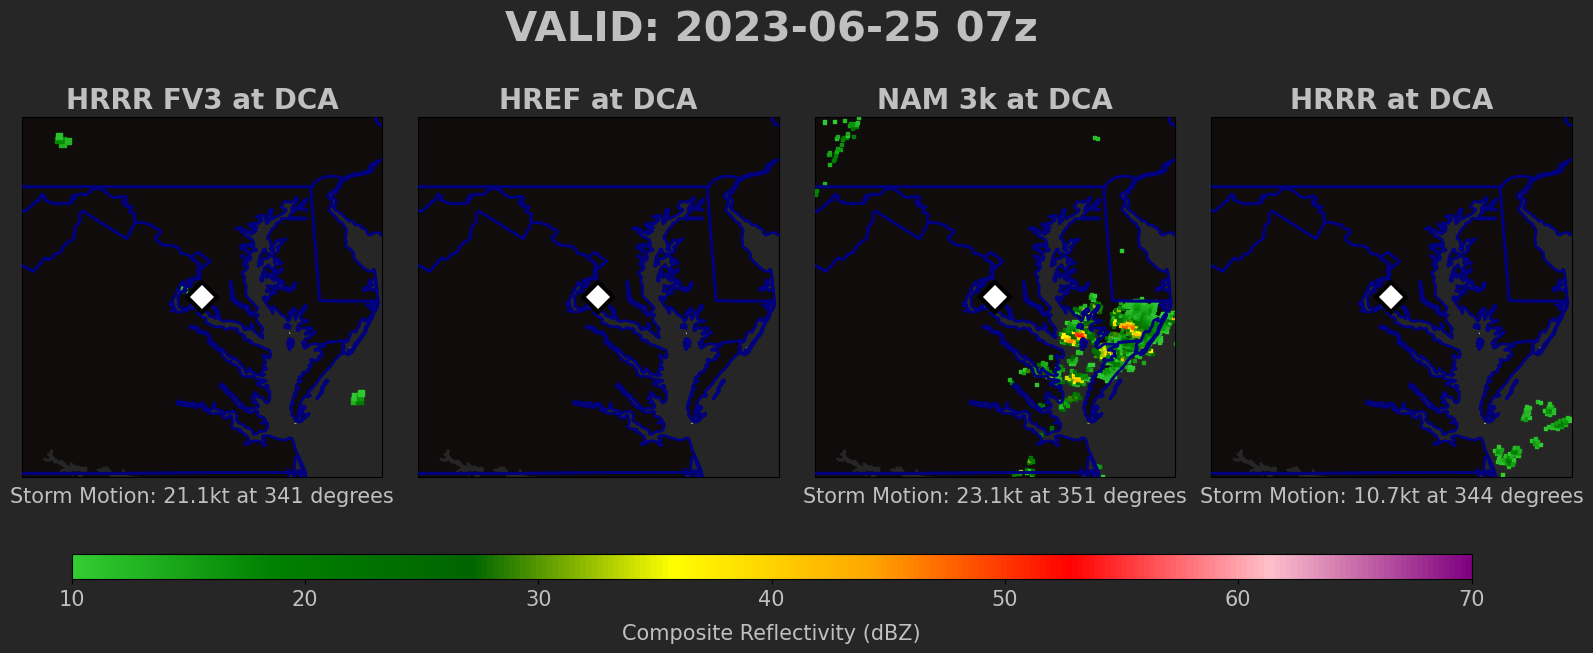 VALID: 2023-06-25 07z
HRRR FV3 at DCA
HREF at DCA
NAM 3k at DCA
HRRR at DCA
Storm Motion: 21.1kt at 341 degrees
Storm Motion: 23.1kt at 351 degrees
Storm Motion: 10.7kt at 344 degrees
10 20 30 40 50 60 70
Composite Reflectivity (dBZ)